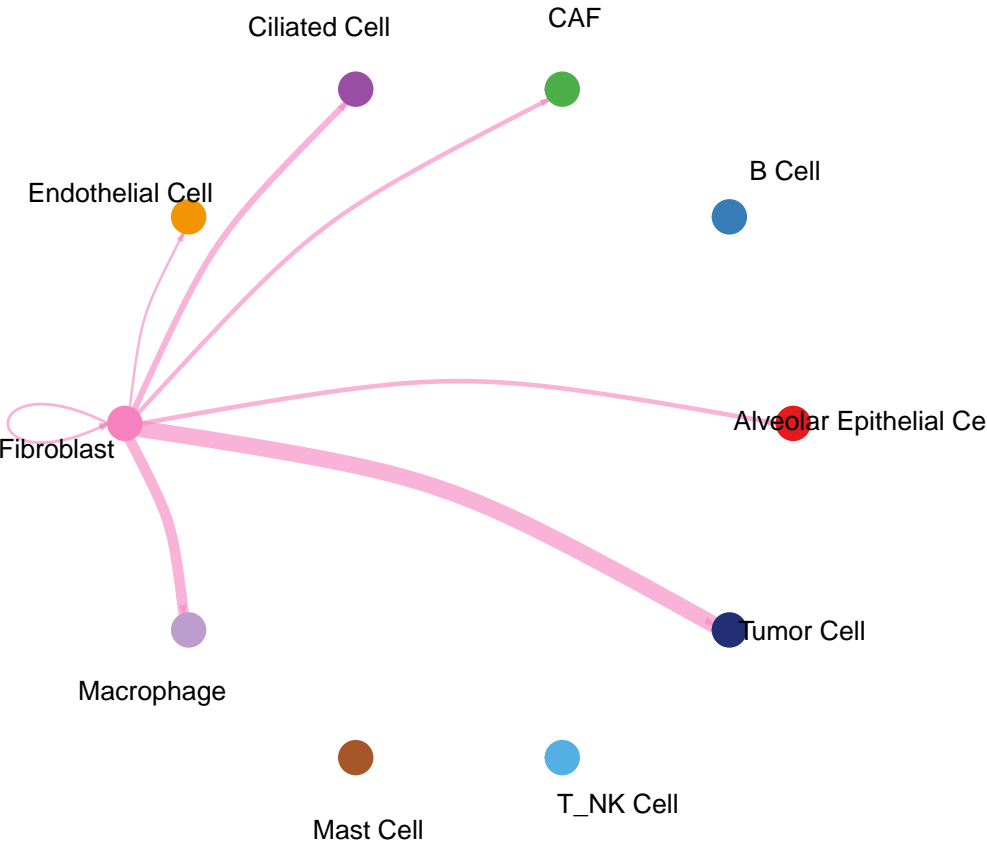 CAF
Ciliated Cell
B Cell
Endothelial Cell
Alveolar Epithelial Ce
Fibroblast
Tumor Cell
Macrophage
T_NK Cell
Mast Cell